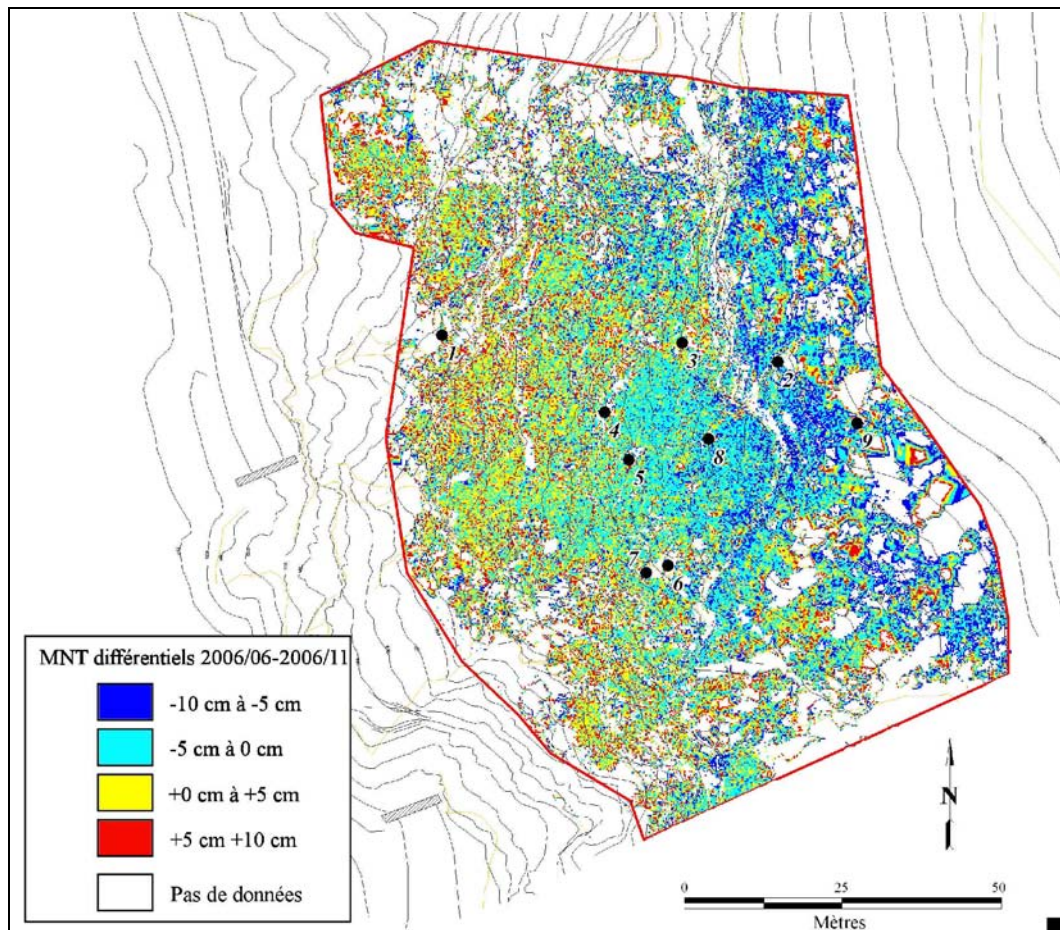 1
3
2
4
9
8
5
7
6
MNT différentiels 2006/06-2006/11
-10 cm à -5 cm
-5 cm à 0 cm
+0 cm à +5 cm
+5 cm +10 cm
Pas de données
N
0 25 50
Mètres